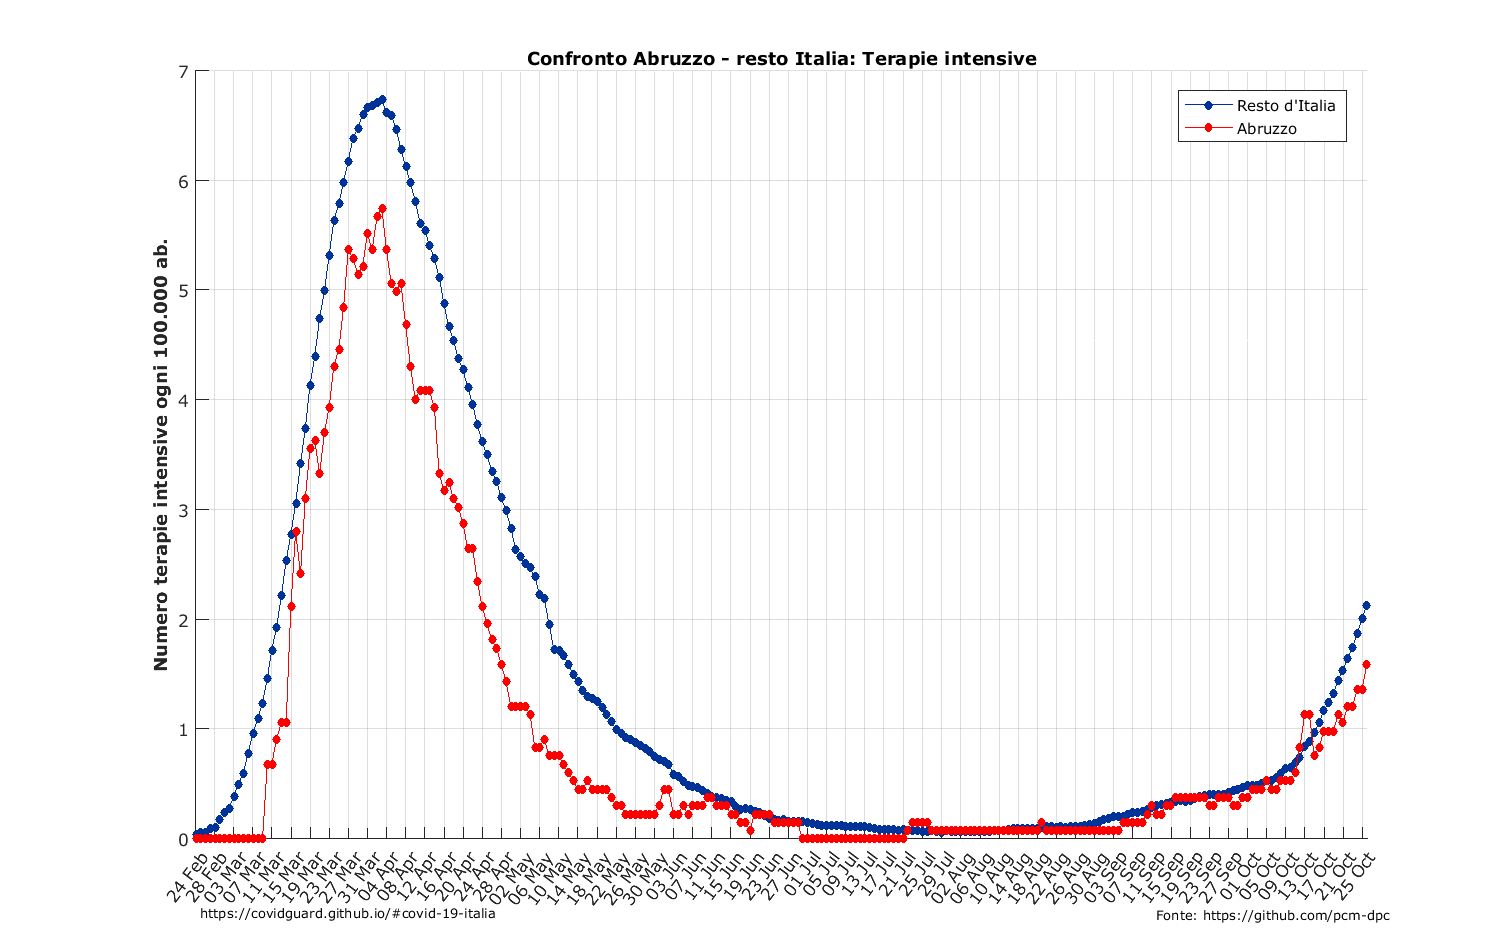 Confronto Abruzzo - resto Italia: Terapie intensive
Resto d'Italia
Abruzzo
Numero terapie intensive ogni 100.000 ab.
7
6
5
4
3
2
1
0
24 Feb
28 Feb
03 Mar
07 Mar
11 Mar
15 Mar
19 Mar
23 Mar
27 Mar
31 Mar
04 Apr
08 Apr
12 Apr
16 Apr
20 Apr
24 Apr
28 Apr
02 May
06 May
10 May
14 May
18 May
22 May
26 May
30 May
03 Jun
07 Jun
11 Jun
15 Jun
19 Jun
23 Jun
27 Jun
01 Jul
05 Jul
09 Jul
13 Jul
17 Jul
21 Jul
25 Jul
29 Jul
02 Aug
06 Aug
10 Aug
14 Aug
18 Aug
22 Aug
26 Aug
30 Aug
03 Sep
07 Sep
11 Sep
15 Sep
19 Sep
23 Sep
27 Sep
01 Oct
05 Oct
09 Oct
13 Oct
17 Oct
21 Oct
25 Oct
https://covidguard.github.io/#covid-19-italia
Fonte: https://github.com/pcm-dpc